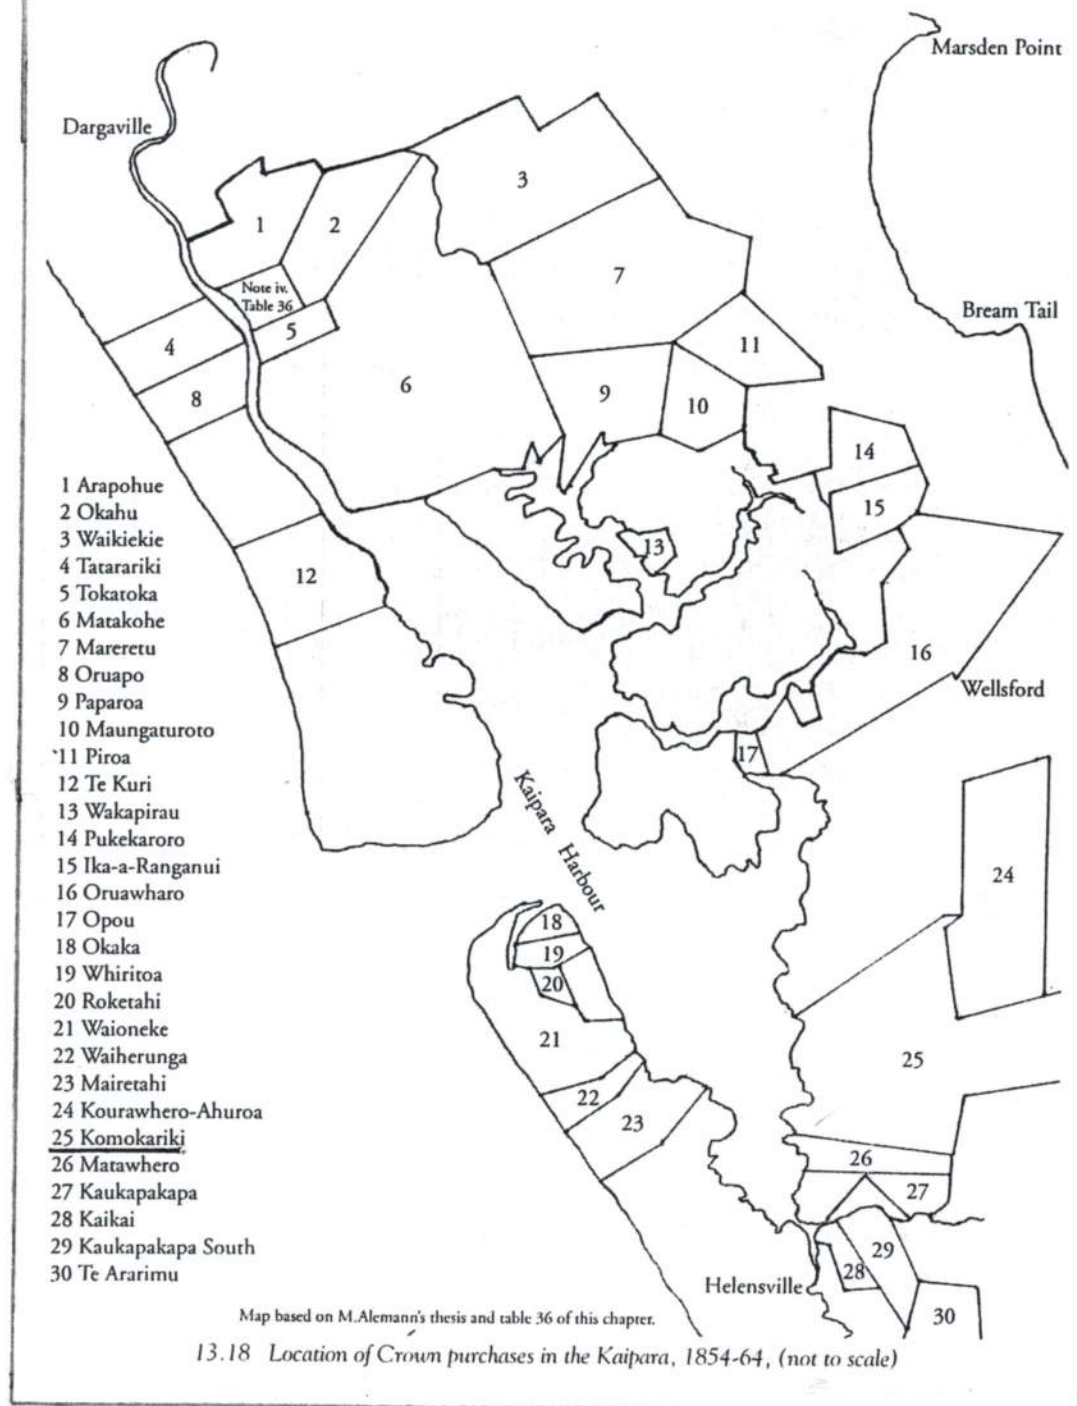 Marsden Point
Dargaville
3
1
2
7
Note iv.
Table 36
Bream Tail
5
4
11
6
9
8
10
14
15
13
12
16
Wellsford
17
Kaipara Harbour
24
18
19
20
21
25
22
23
26
27
29
28
Helensville
30
1 Arapohue
2 Okahu
3 Waikiekie
4 Tatarariki
5 Tokatoka
6 Matakohe
7 Mareretu
8 Oruapo
9 Paparoa
10 Maungaturoto
11 Piroa
12 Te Kuri
13 Wakapirau
14 Pukekaroro
15 Ika-a-Ranganui
16 Oruawharo
17 Opou
18 Okaka
19 Whiritoa
20 Roketahi
21 Waioneke
22 Waiherunga
23 Mairetahi
24 Kourawhero-Ahuroa
25 Komokariki
26 Matawhero
27 Kaukapakapa
28 Kaikai
29 Kaukapakapa South
30 Te Ararimu
Map based on M.Alemann's thesis and table 36 of this chapter.
13.18 Location of Crown purchases in the Kaipara, 1854-64, (not to scale)